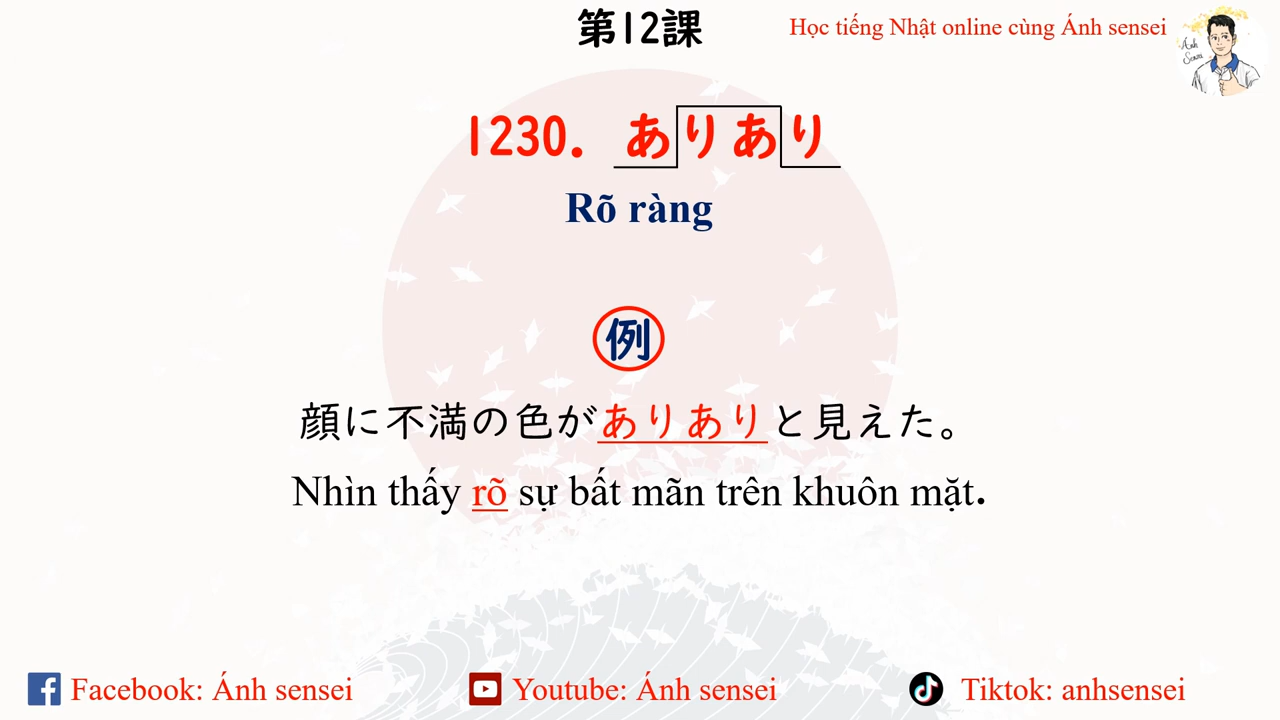 第12課
Học tiếng Nhật online cùng Ánh sensei
Ánh
Sensei
1230. ありあり
Rõ ràng
例
顔に不満の色がありありと見えた。
Nhìn thấy rõ sự bất mãn trên khuôn mặt.
Facebook: Ánh sensei
Youtube: Ánh sensei
Tiktok: anhsensei